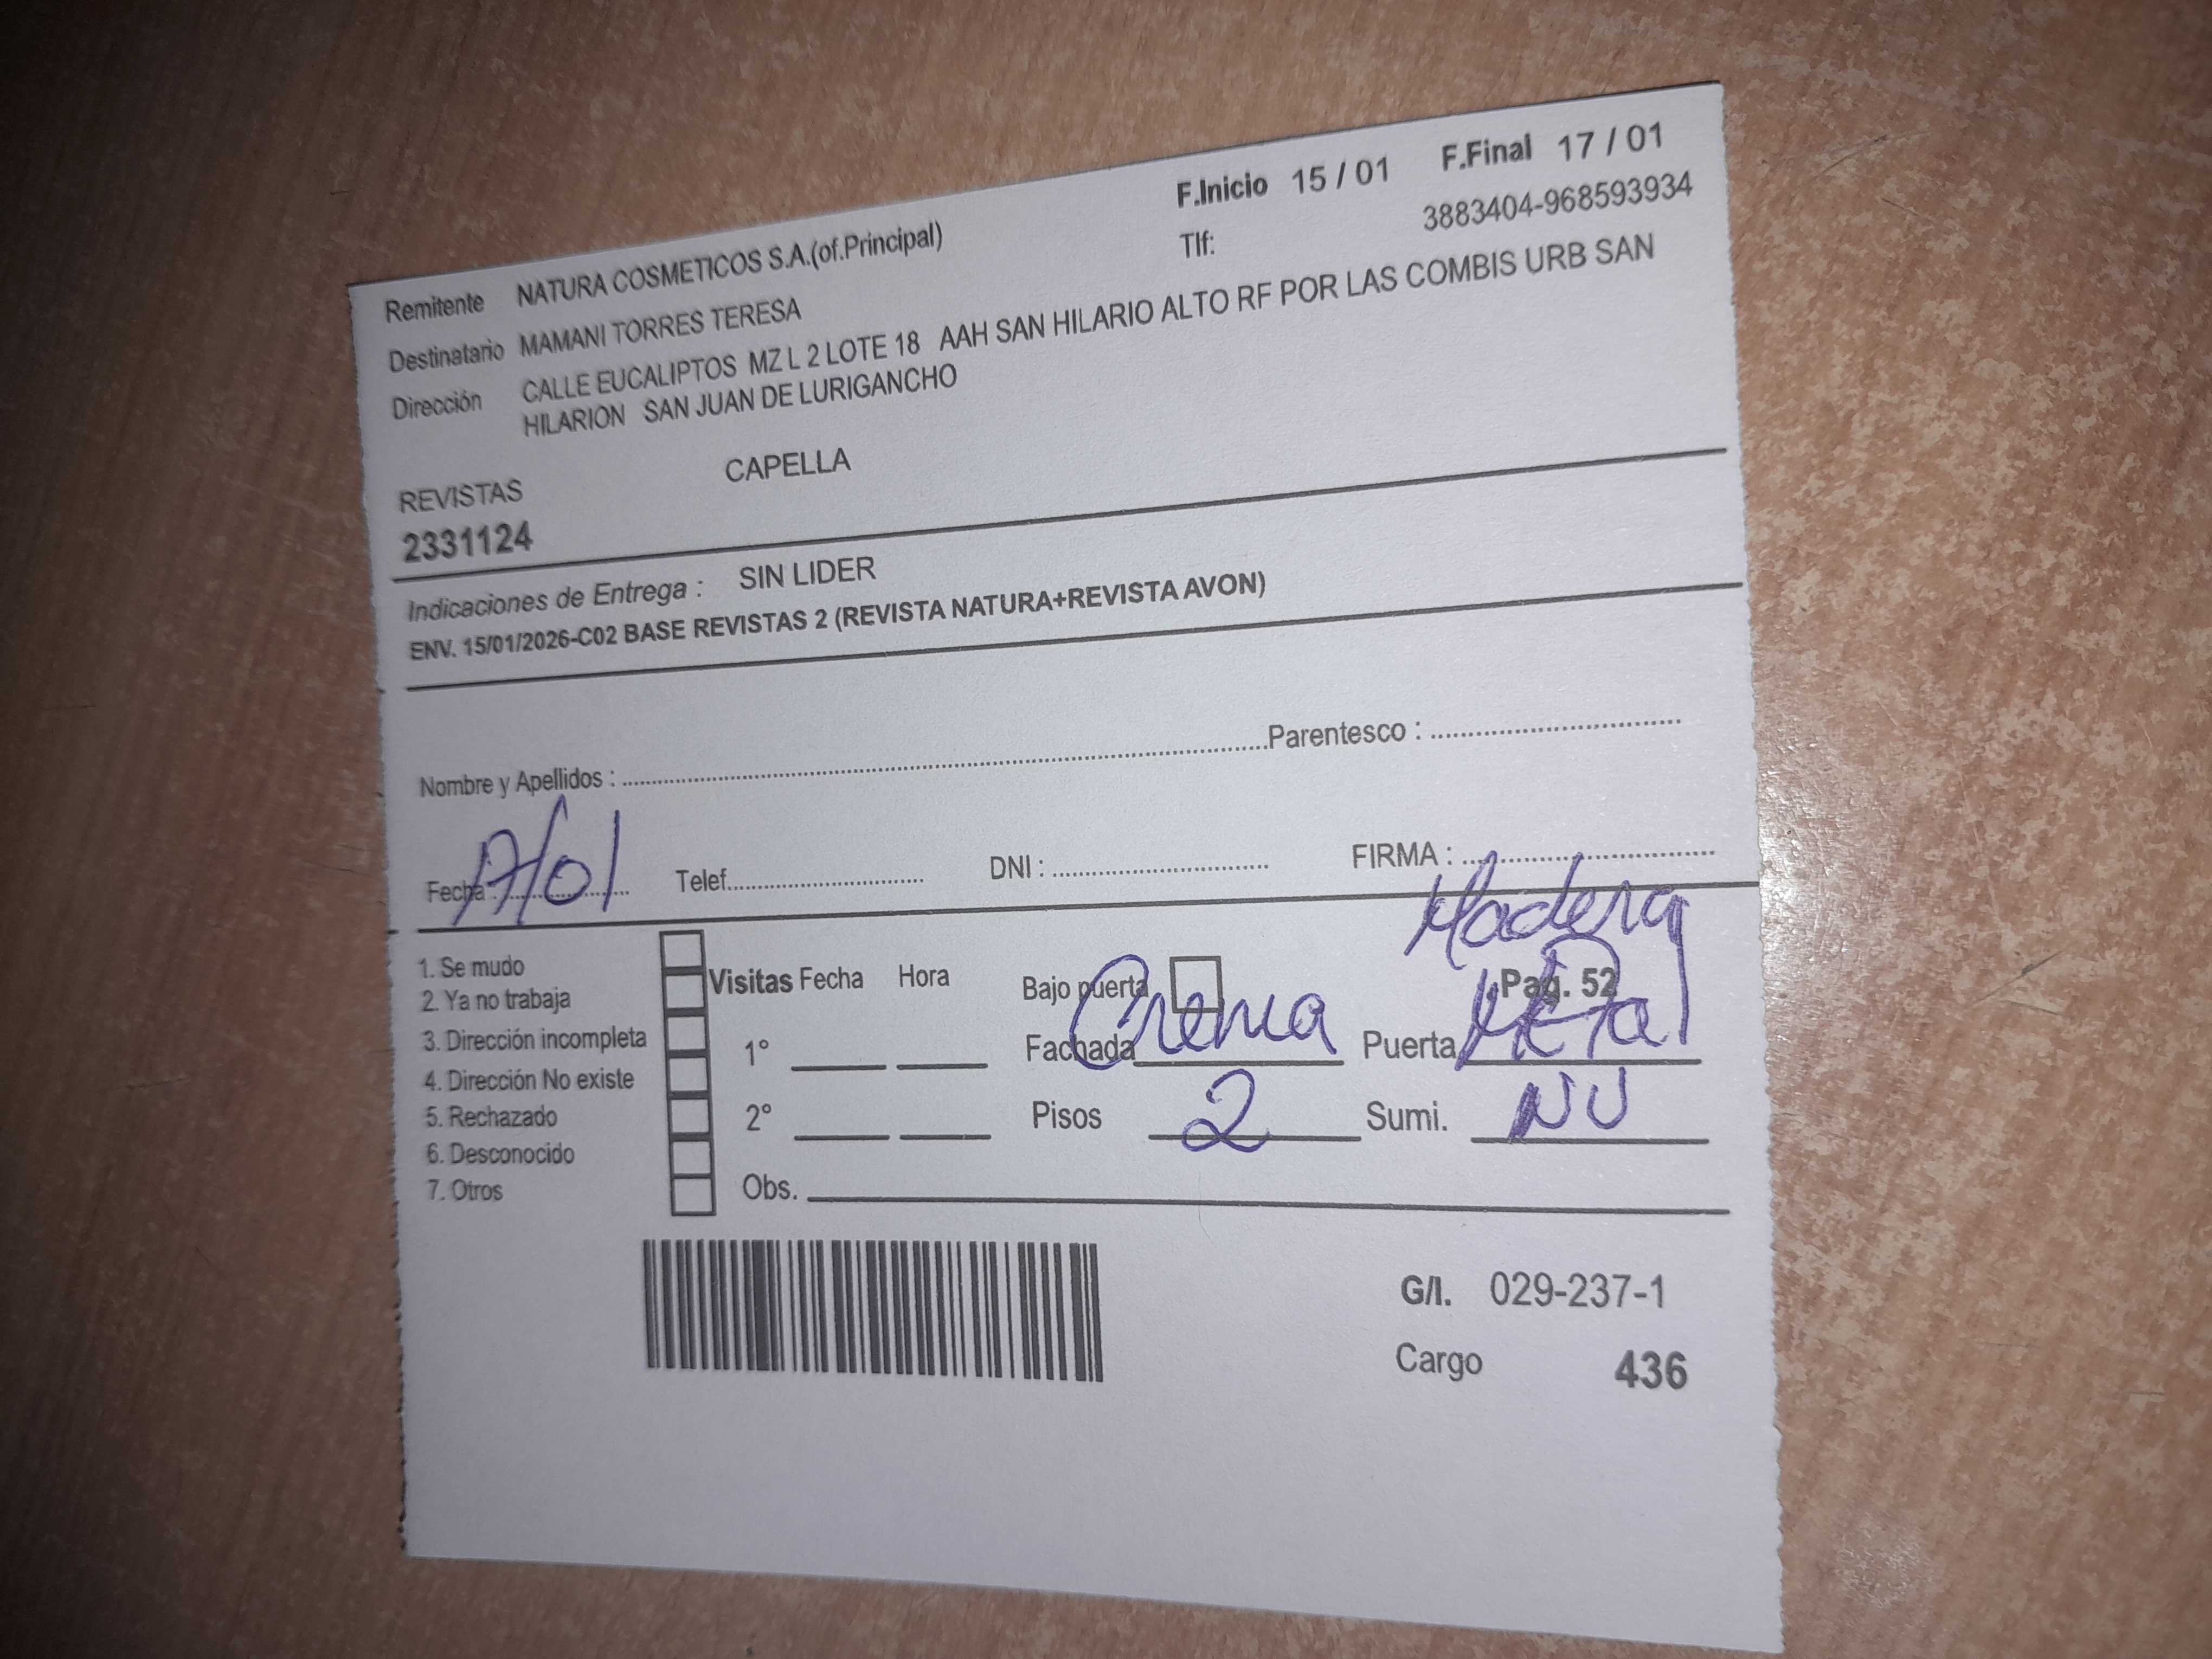 F.Inicio 15 / 01 F.Final 17 / 01
Remitente NATURA COSMETICOS S.A.(of.Principal) Tlf: 3883404-968593934
Destinatario MAMANI TORRES TERESA
Dirección CALLE EUCALIPTOS MZ L 2 LOTE 18 AAH SAN HILARIO ALTO RF POR LAS COMBIS URB SAN
HILARION SAN JUAN DE LURIGANCHO
REVISTAS CAPELLA
2331124
Indicaciones de Entrega : SIN LIDER
ENV. 15/01/2026-C02 BASE REVISTAS 2 (REVISTA NATURA+REVISTA AVON)
Nombre y Apellidos : Parentesco :
Fecha : 17/01 Telef. DNI : FIRMA :
Madera
1. Se mudo
2. Ya no trabaja
3. Dirección incompleta
4. Dirección No existe
5. Rechazado
6. Desconocido
7. Otros
Visitas Fecha Hora Bajo puerta Pag. 52
1° Fachada Crema Puerta Metal
2° Pisos 2 Sumi.
Obs.
G/I. 029-237-1
Cargo 436